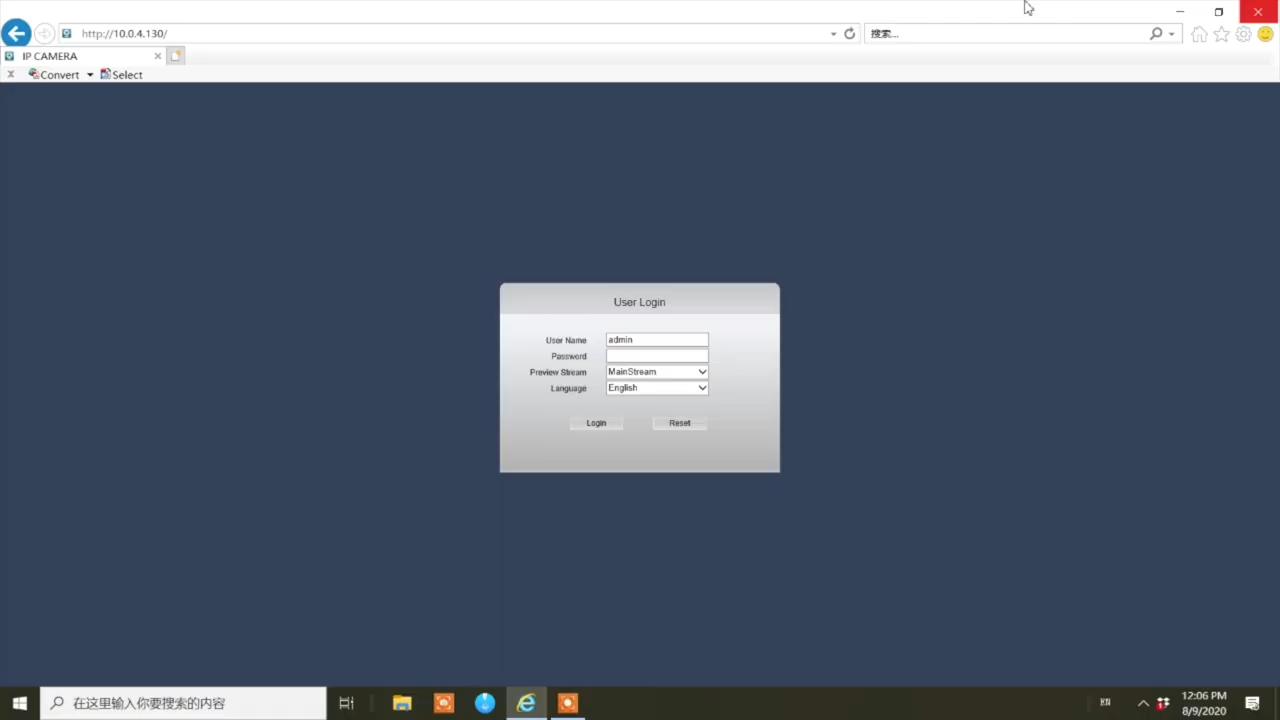 http://10.0.4.130/
搜索...
IP CAMERA
Convert
Select
User Login
User Name
admin
Password
Preview Stream
MainStream
Language
English
Login
Reset
在这里输入你要搜索的内容
12:06 PM
8/9/2020